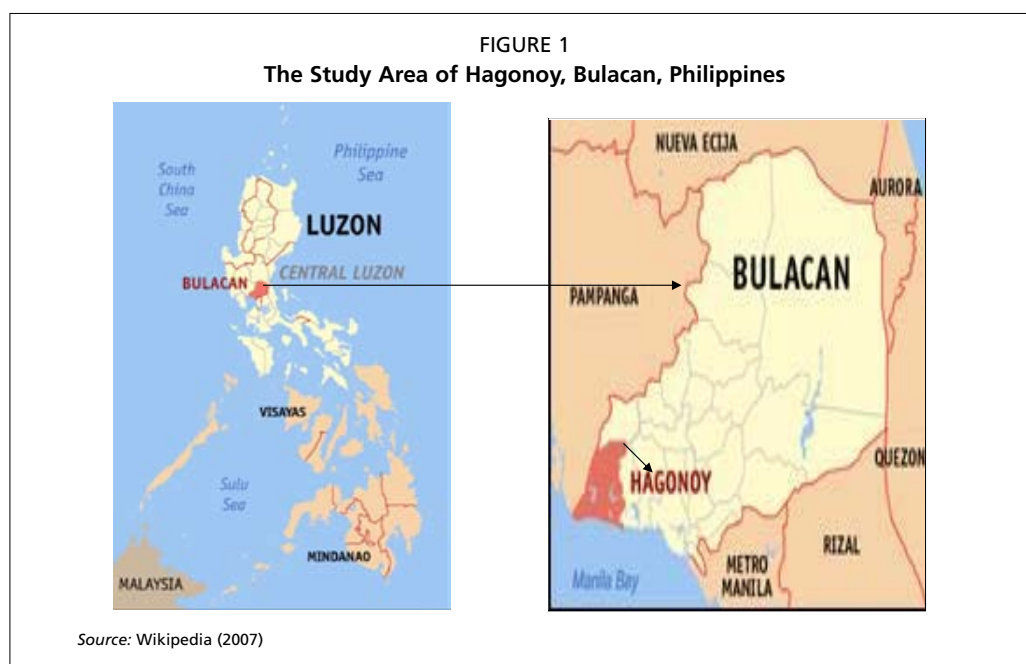 FIGURE 1
The Study Area of Hagonoy, Bulacan, Philippines
Philippine
Sea
South
China
Sea
LUZON
CENTRAL LUZON
BULACAN
VISAYAS
Sulu
Sea
MINDANAO
MALAYSIA
NUEVA ECIJA
AURORA
BULACAN
PAMPANGA
QUEZON
HAGONOY
RIZAL
METRO
MANILA
Manila Bay
Source: Wikipedia (2007)